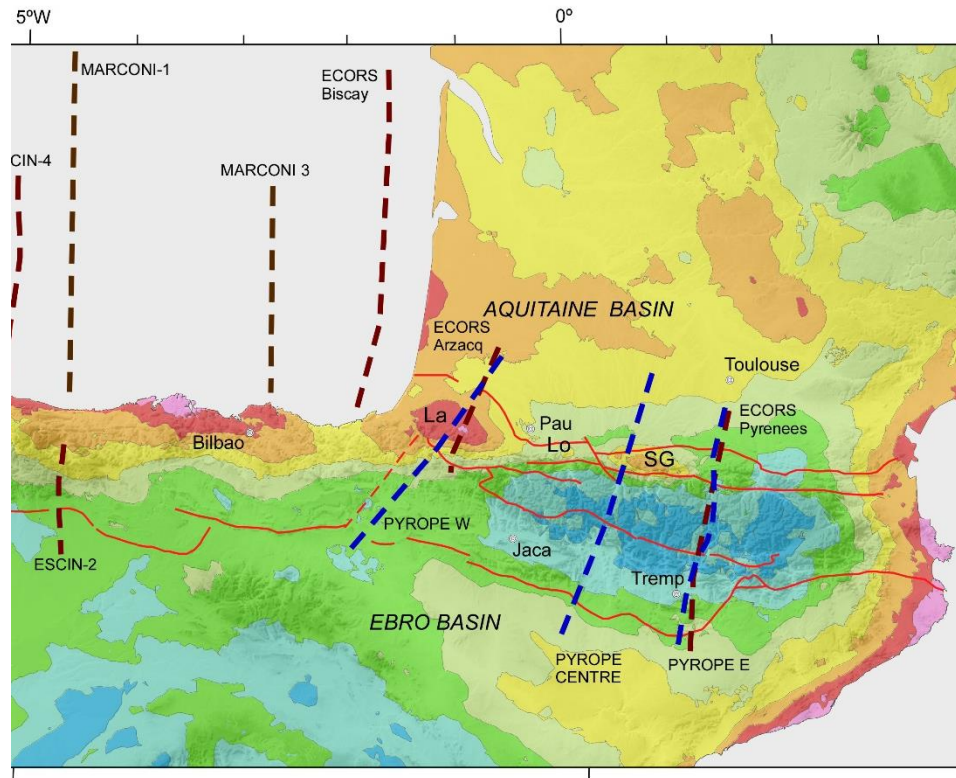 5ºW
0º
MARCONI-1
ECORS
Biscay
CIN-4
MARCONI 3
AQUITAINE BASIN
ECORS
Arzacq
Toulouse
La
Pau
ECORS
Pyrenees
Bilbao
Lo
SG
PYROPE W
Jaca
ESCIN-2
Tremp
EBRO BASIN
PYROPE
CENTRE
PYROPE E